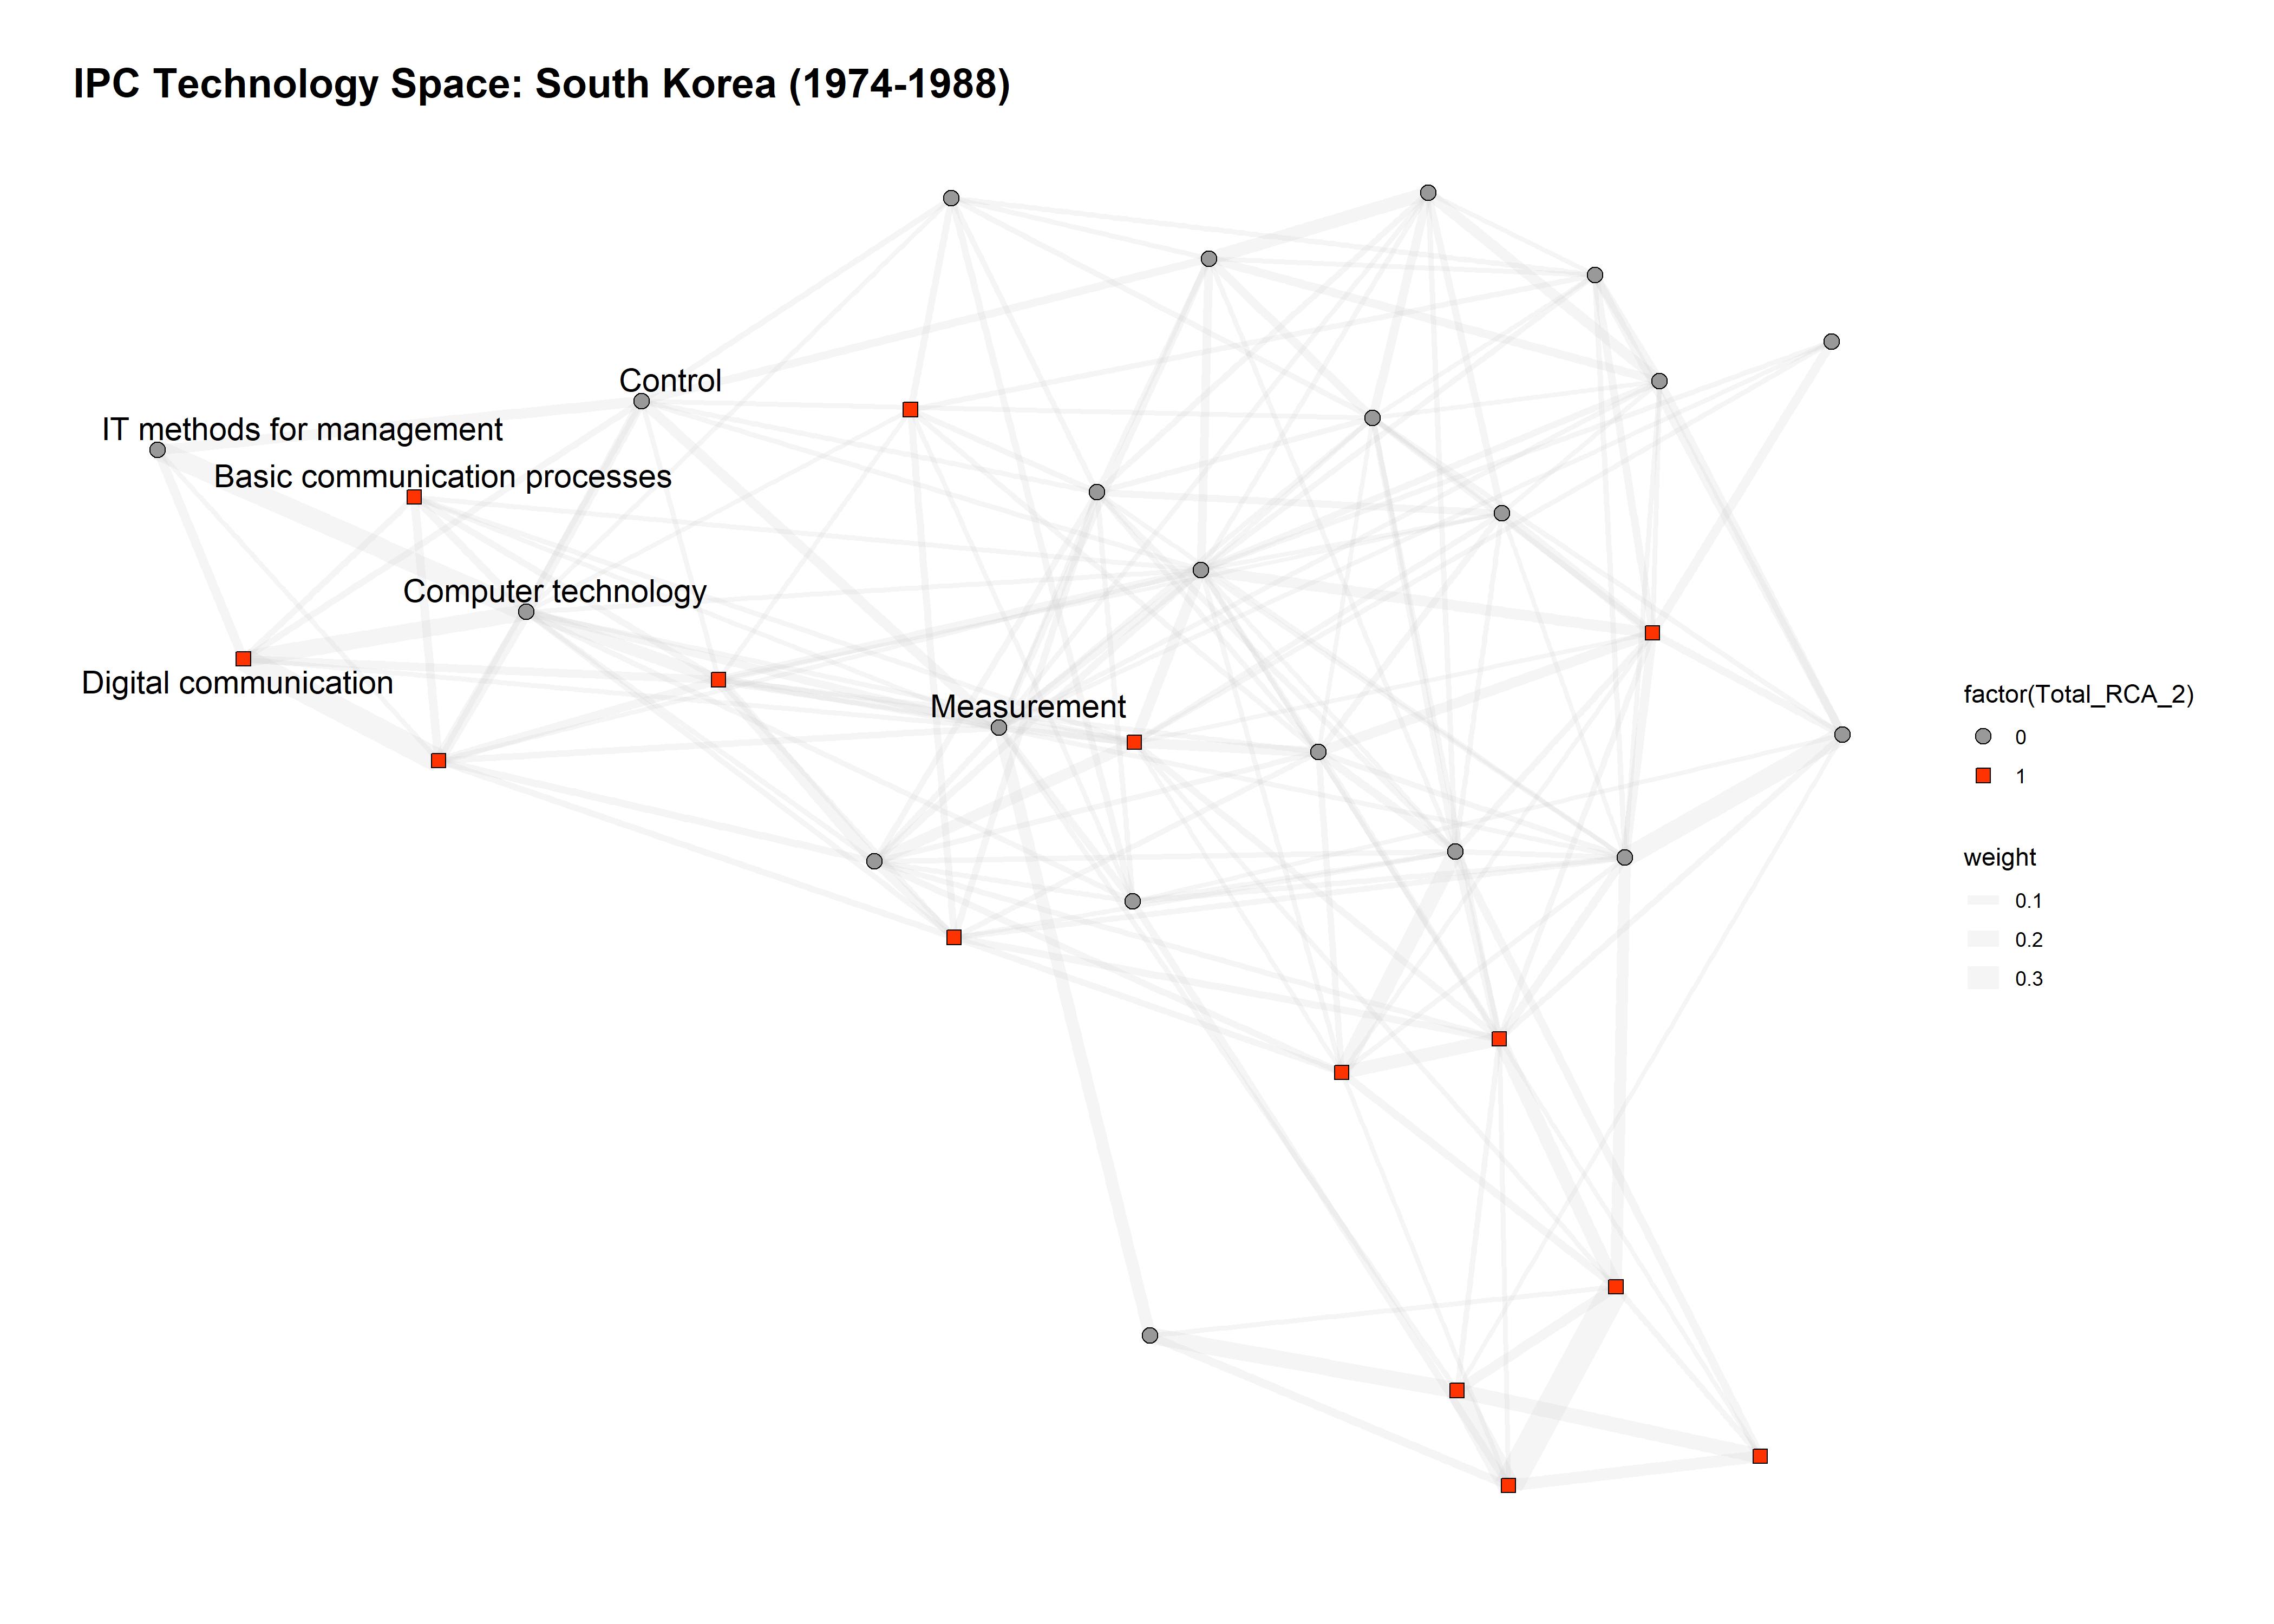 IPC Technology Space: South Korea (1974-1988)
Control
IT methods for management
Basic communication processes
Computer technology
Digital communication
Measurement
factor(Total_RCA_2)
0
1
weight
0.1
0.2
0.3